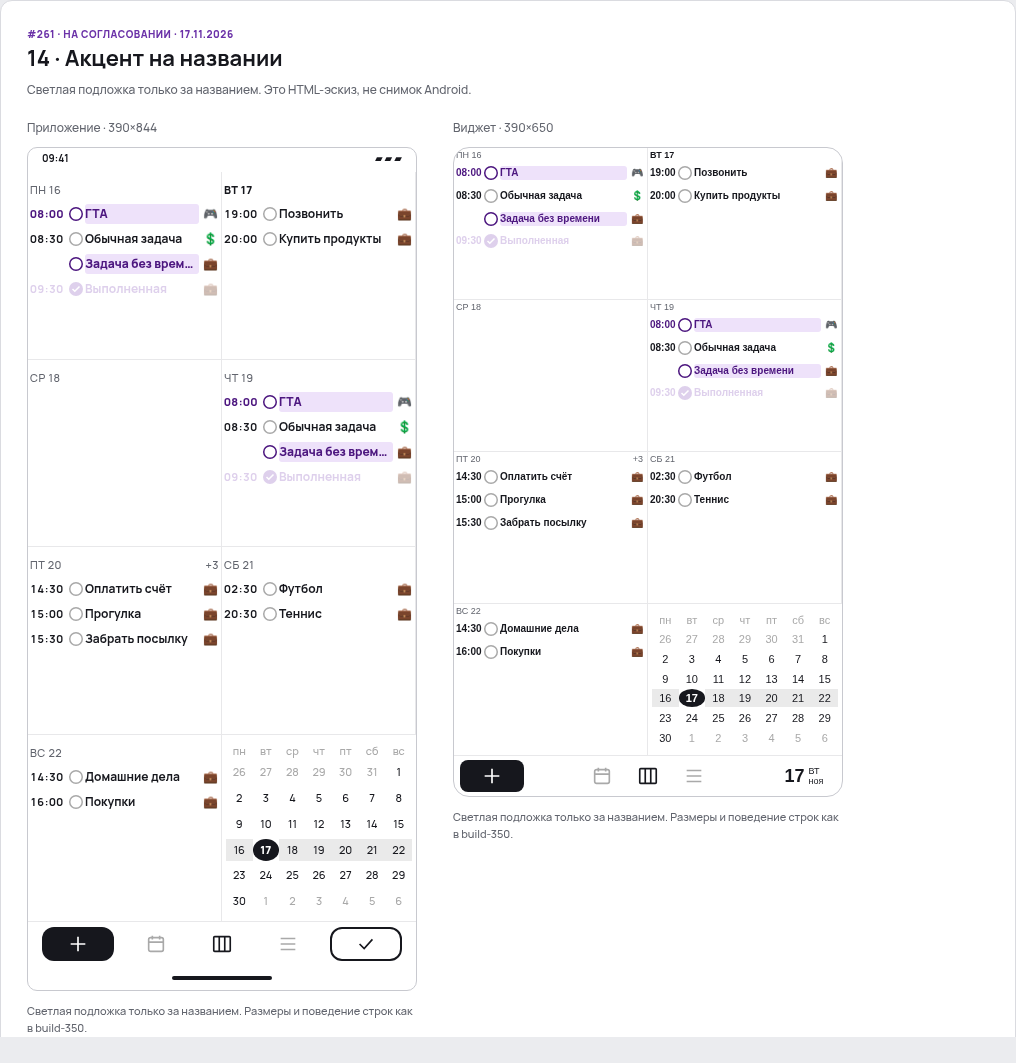 #261 · НА СОГЛАСОВАНИИ · 17.11.2026
14 · Акцент на названии
Светлая подложка только за названием. Это HTML-эскиз, не снимок Android.
Приложение · 390×844
09:41
ПН 16
08:00 ГТА
08:30 Обычная задача
Задача без врем...
09:30 Выполненная
ВТ 17
19:00 Позвонить
20:00 Купить продукты
СР 18
ЧТ 19
08:00 ГТА
08:30 Обычная задача
Задача без врем...
09:30 Выполненная
ПТ 20 +3
14:30 Оплатить счёт
15:00 Прогулка
15:30 Забрать посылку
СБ 21
02:30 Футбол
20:30 Теннис
ВС 22
14:30 Домашние дела
16:00 Покупки
пн вт ср чт пт сб вс
26 27 28 29 30 31 1
2 3 4 5 6 7 8
9 10 11 12 13 14 15
16 17 18 19 20 21 22
23 24 25 26 27 28 29
30 1 2 3 4 5 6
Светлая подложка только за названием. Размеры и поведение строк как
в build-350.
Виджет · 390×650
ПН 16
08:00 ГТА
08:30 Обычная задача
Задача без времени
09:30 Выполненная
ВТ 17
19:00 Позвонить
20:00 Купить продукты
СР 18
ЧТ 19
08:00 ГТА
08:30 Обычная задача
Задача без времени
09:30 Выполненная
ПТ 20 +3
14:30 Оплатить счёт
15:00 Прогулка
15:30 Забрать посылку
СБ 21
02:30 Футбол
20:30 Теннис
ВС 22
14:30 Домашние дела
16:00 Покупки
пн вт ср чт пт сб вс
26 27 28 29 30 31 1
2 3 4 5 6 7 8
9 10 11 12 13 14 15
16 17 18 19 20 21 22
23 24 25 26 27 28 29
30 1 2 3 4 5 6
17 ВТ
ноя
Светлая подложка только за названием. Размеры и поведение строк как
в build-350.